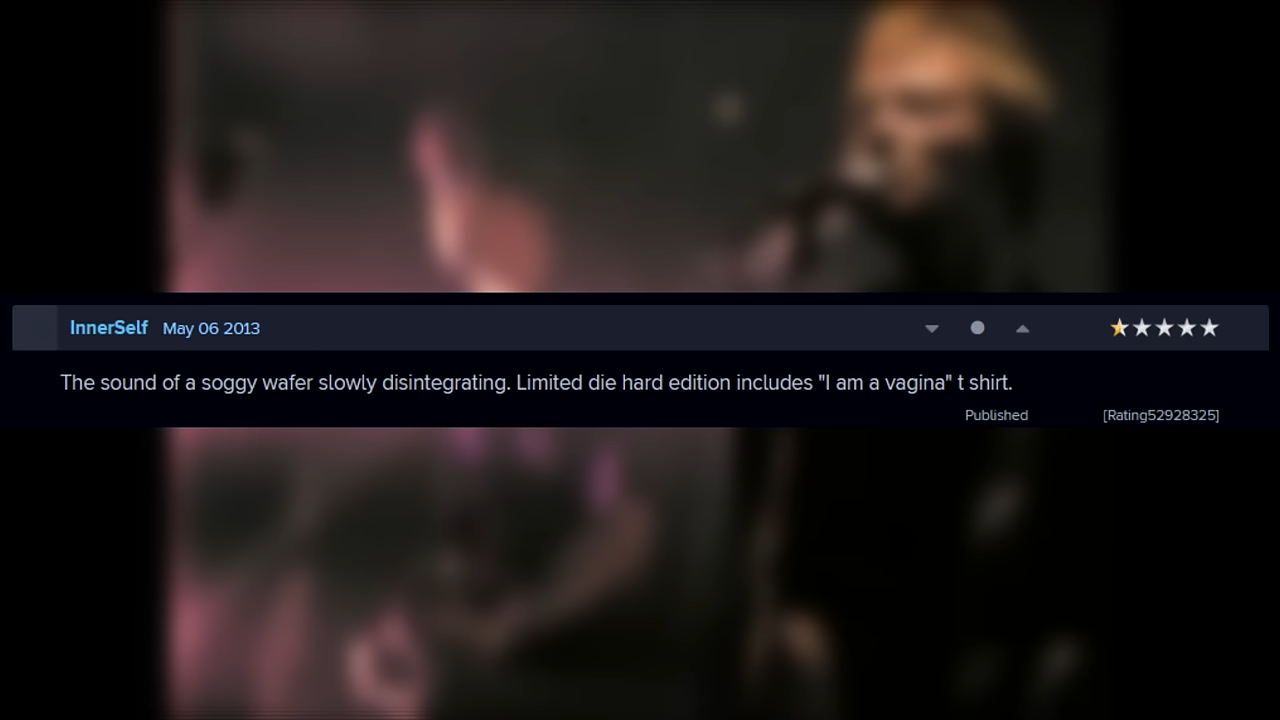 InnerSelf May 06 2013
The sound of a soggy wafer slowly disintegrating. Limited die hard edition includes "I am a vagina" t shirt.
Published [Rating52928325]